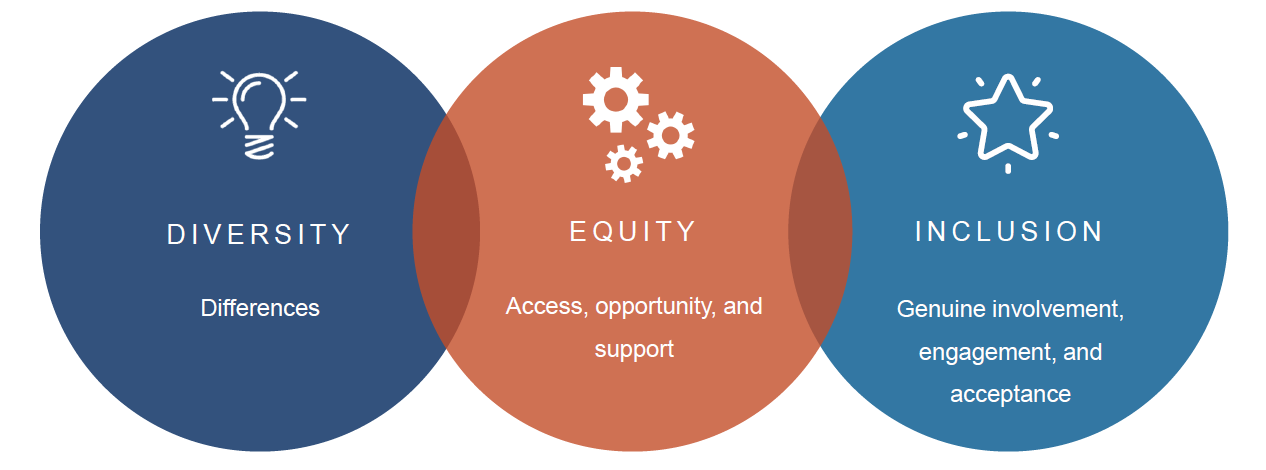 DIVERSITY
Differences
EQUITY
Access, opportunity, and
support
INCLUSION
Genuine involvement,
engagement, and
acceptance